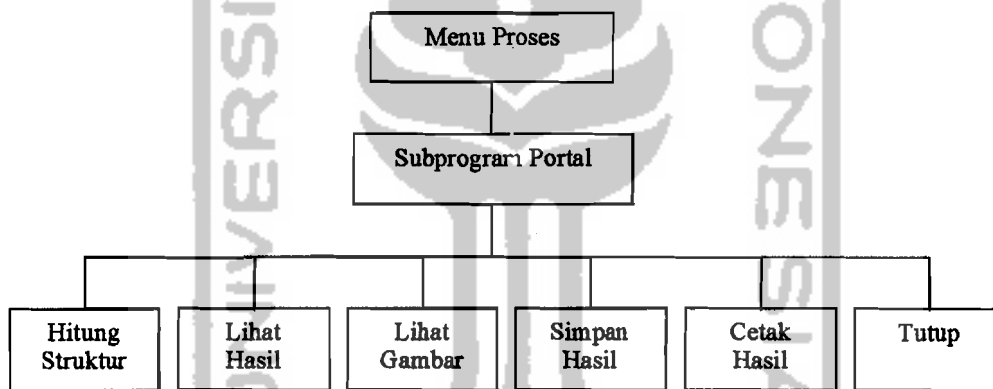 Menu Proses
Subprogram Portal
Hitung
Struktur
Lihat
Hasil
Lihat
Gambar
Simpan
Hasil
Cetak
Hasil
Tutup